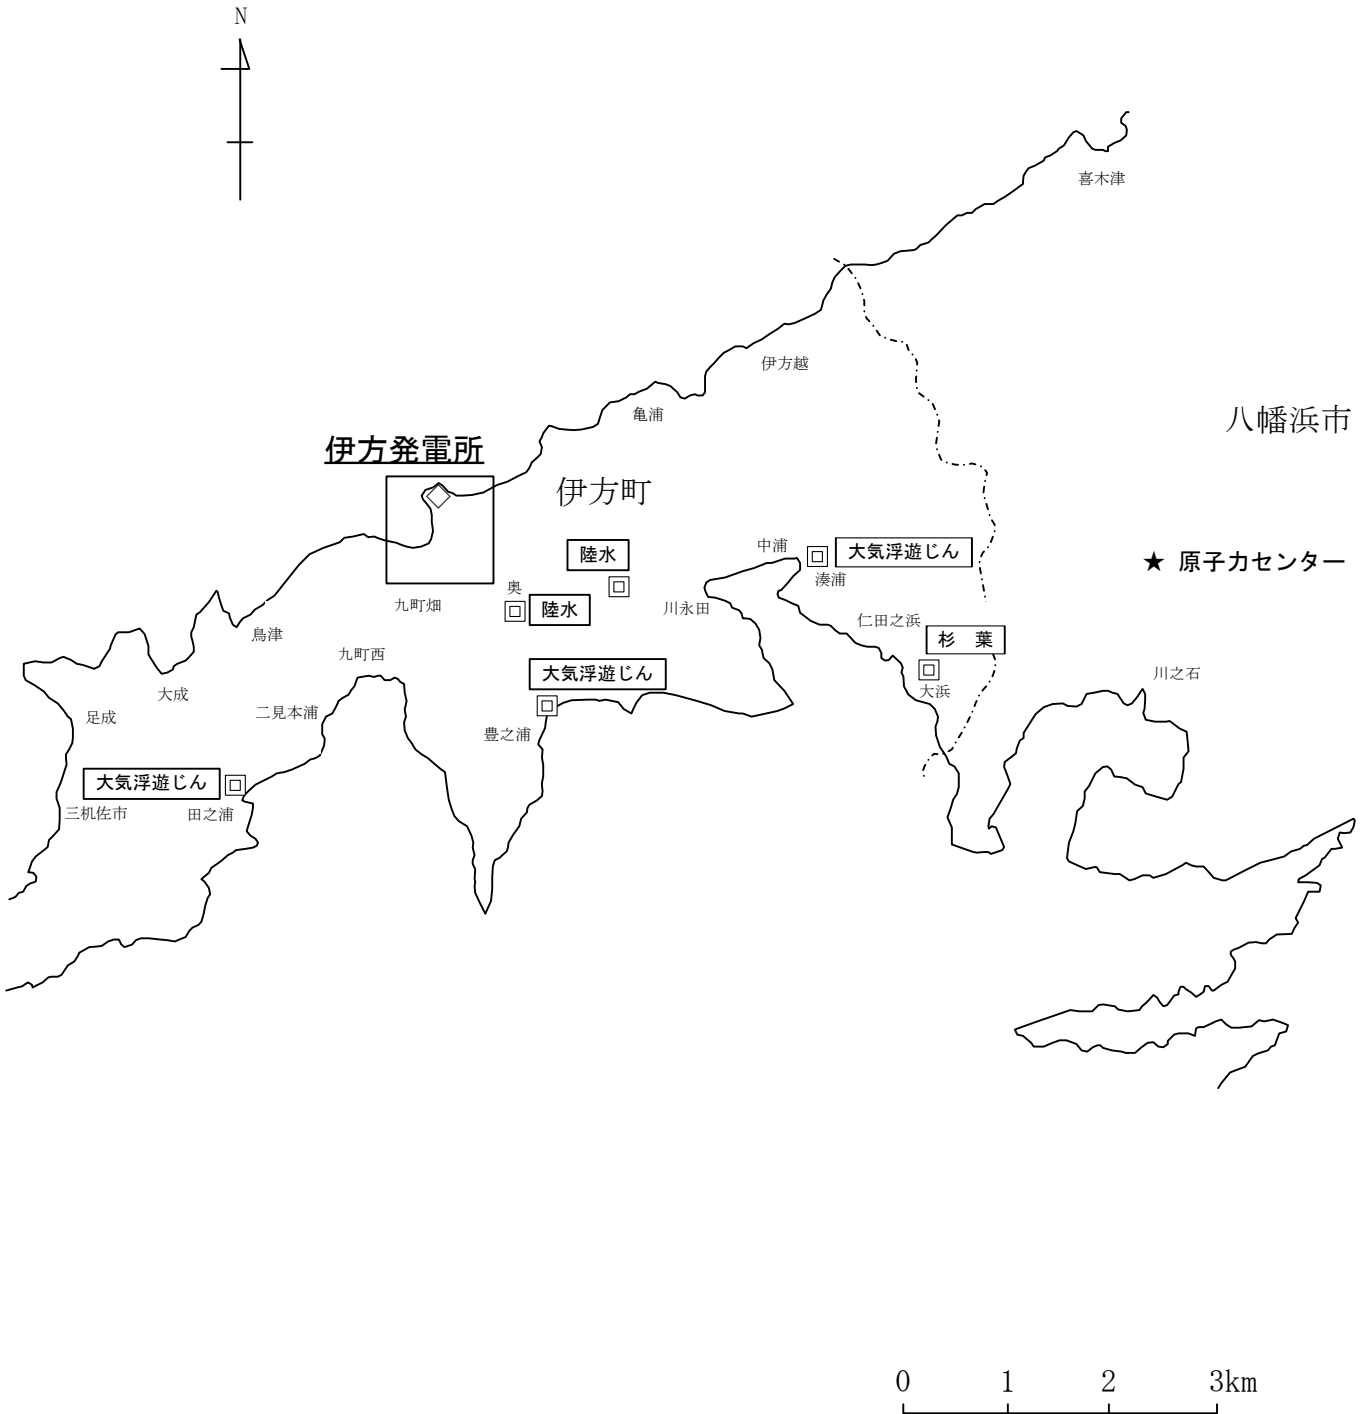 N
喜木津
伊方越
亀浦
八幡浜市
伊方発電所
伊方町
中浦
大気浮遊じん
陸水
湊浦
★ 原子力センター
奥
陸水
九町畑
川永田
仁田之浜
杉 葉
鳥津
九町西
大気浮遊じん
川之石
大成
大浜
足成
二見本浦
豊之浦
大気浮遊じん
三机佐市
田之浦
0 1 2 3km